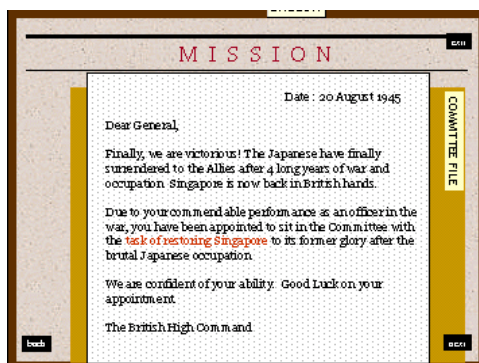 MISSION
exit
Date : 20 August 1945
COMMITTEE FILE
Dear General,
Finally, we are victorious! The Japanese have finally
surrendered to the Allies after 4 long years of war and
occupation. Singapore is now back in British hands.
Due to your commendable performance as an officer in the
war, you have been appointed to sit in the Committee with
the task of restoring Singapore to its former glory after the
brutal Japanese occupation
We are confident of your ability. Good Luck on your
appointment
The British High Command
back
next